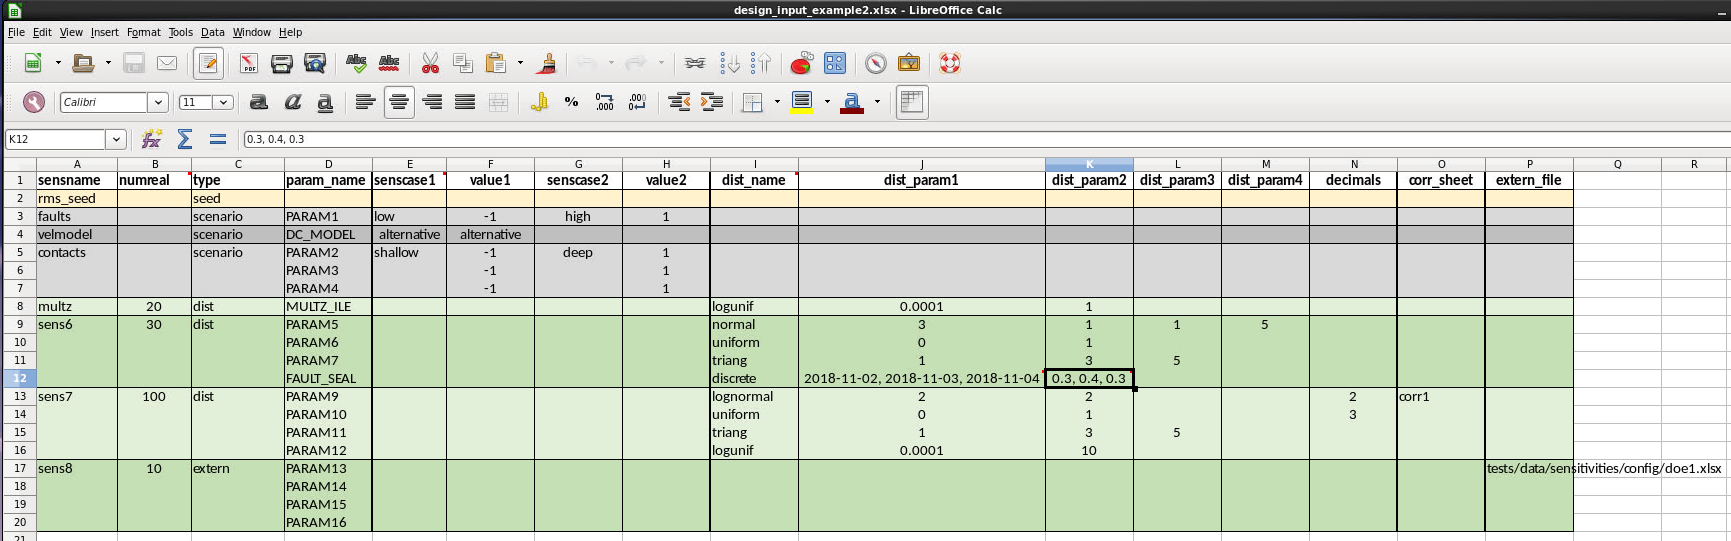 design_input_example2.xlsx - LibreOffice Calc
File Edit View Insert Format Tools Data Window Help
Calibri 11
K12 0.3, 0.4, 0.3
A B C D E F G H I J K L M N O P Q R
1 sensname numreal type param_name senscase1 value1 senscase2 value2 dist_name dist_param1 dist_param2 dist_param3 dist_param4 decimals corr_sheet extern_file
2 rms_seed seed
3 faults scenario PARAM1 low -1 high 1
4 velmodel scenario DC_MODEL alternative alternative
5 contacts scenario PARAM2 shallow -1 deep 1
6 PARAM3 -1 1
7 PARAM4 -1 1
8 multz 20 dist MULTZ_ILE logunif 0.0001 1
9 sens6 30 dist PARAM5 normal 3 1 1 5
10 PARAM6 uniform 0 1
11 PARAM7 triang 1 3 5
12 FAULT_SEAL discrete 2018-11-02, 2018-11-03, 2018-11-04 0.3, 0.4, 0.3
13 sens7 100 dist PARAM9 lognormal 2 2 2 corr1
14 PARAM10 uniform 0 1 3
15 PARAM11 triang 1 3 5
16 PARAM12 logunif 0.0001 10
17 sens8 10 extern PARAM13 tests/data/sensitivities/config/doe1.xlsx
18 PARAM14
19 PARAM15
20 PARAM16
21